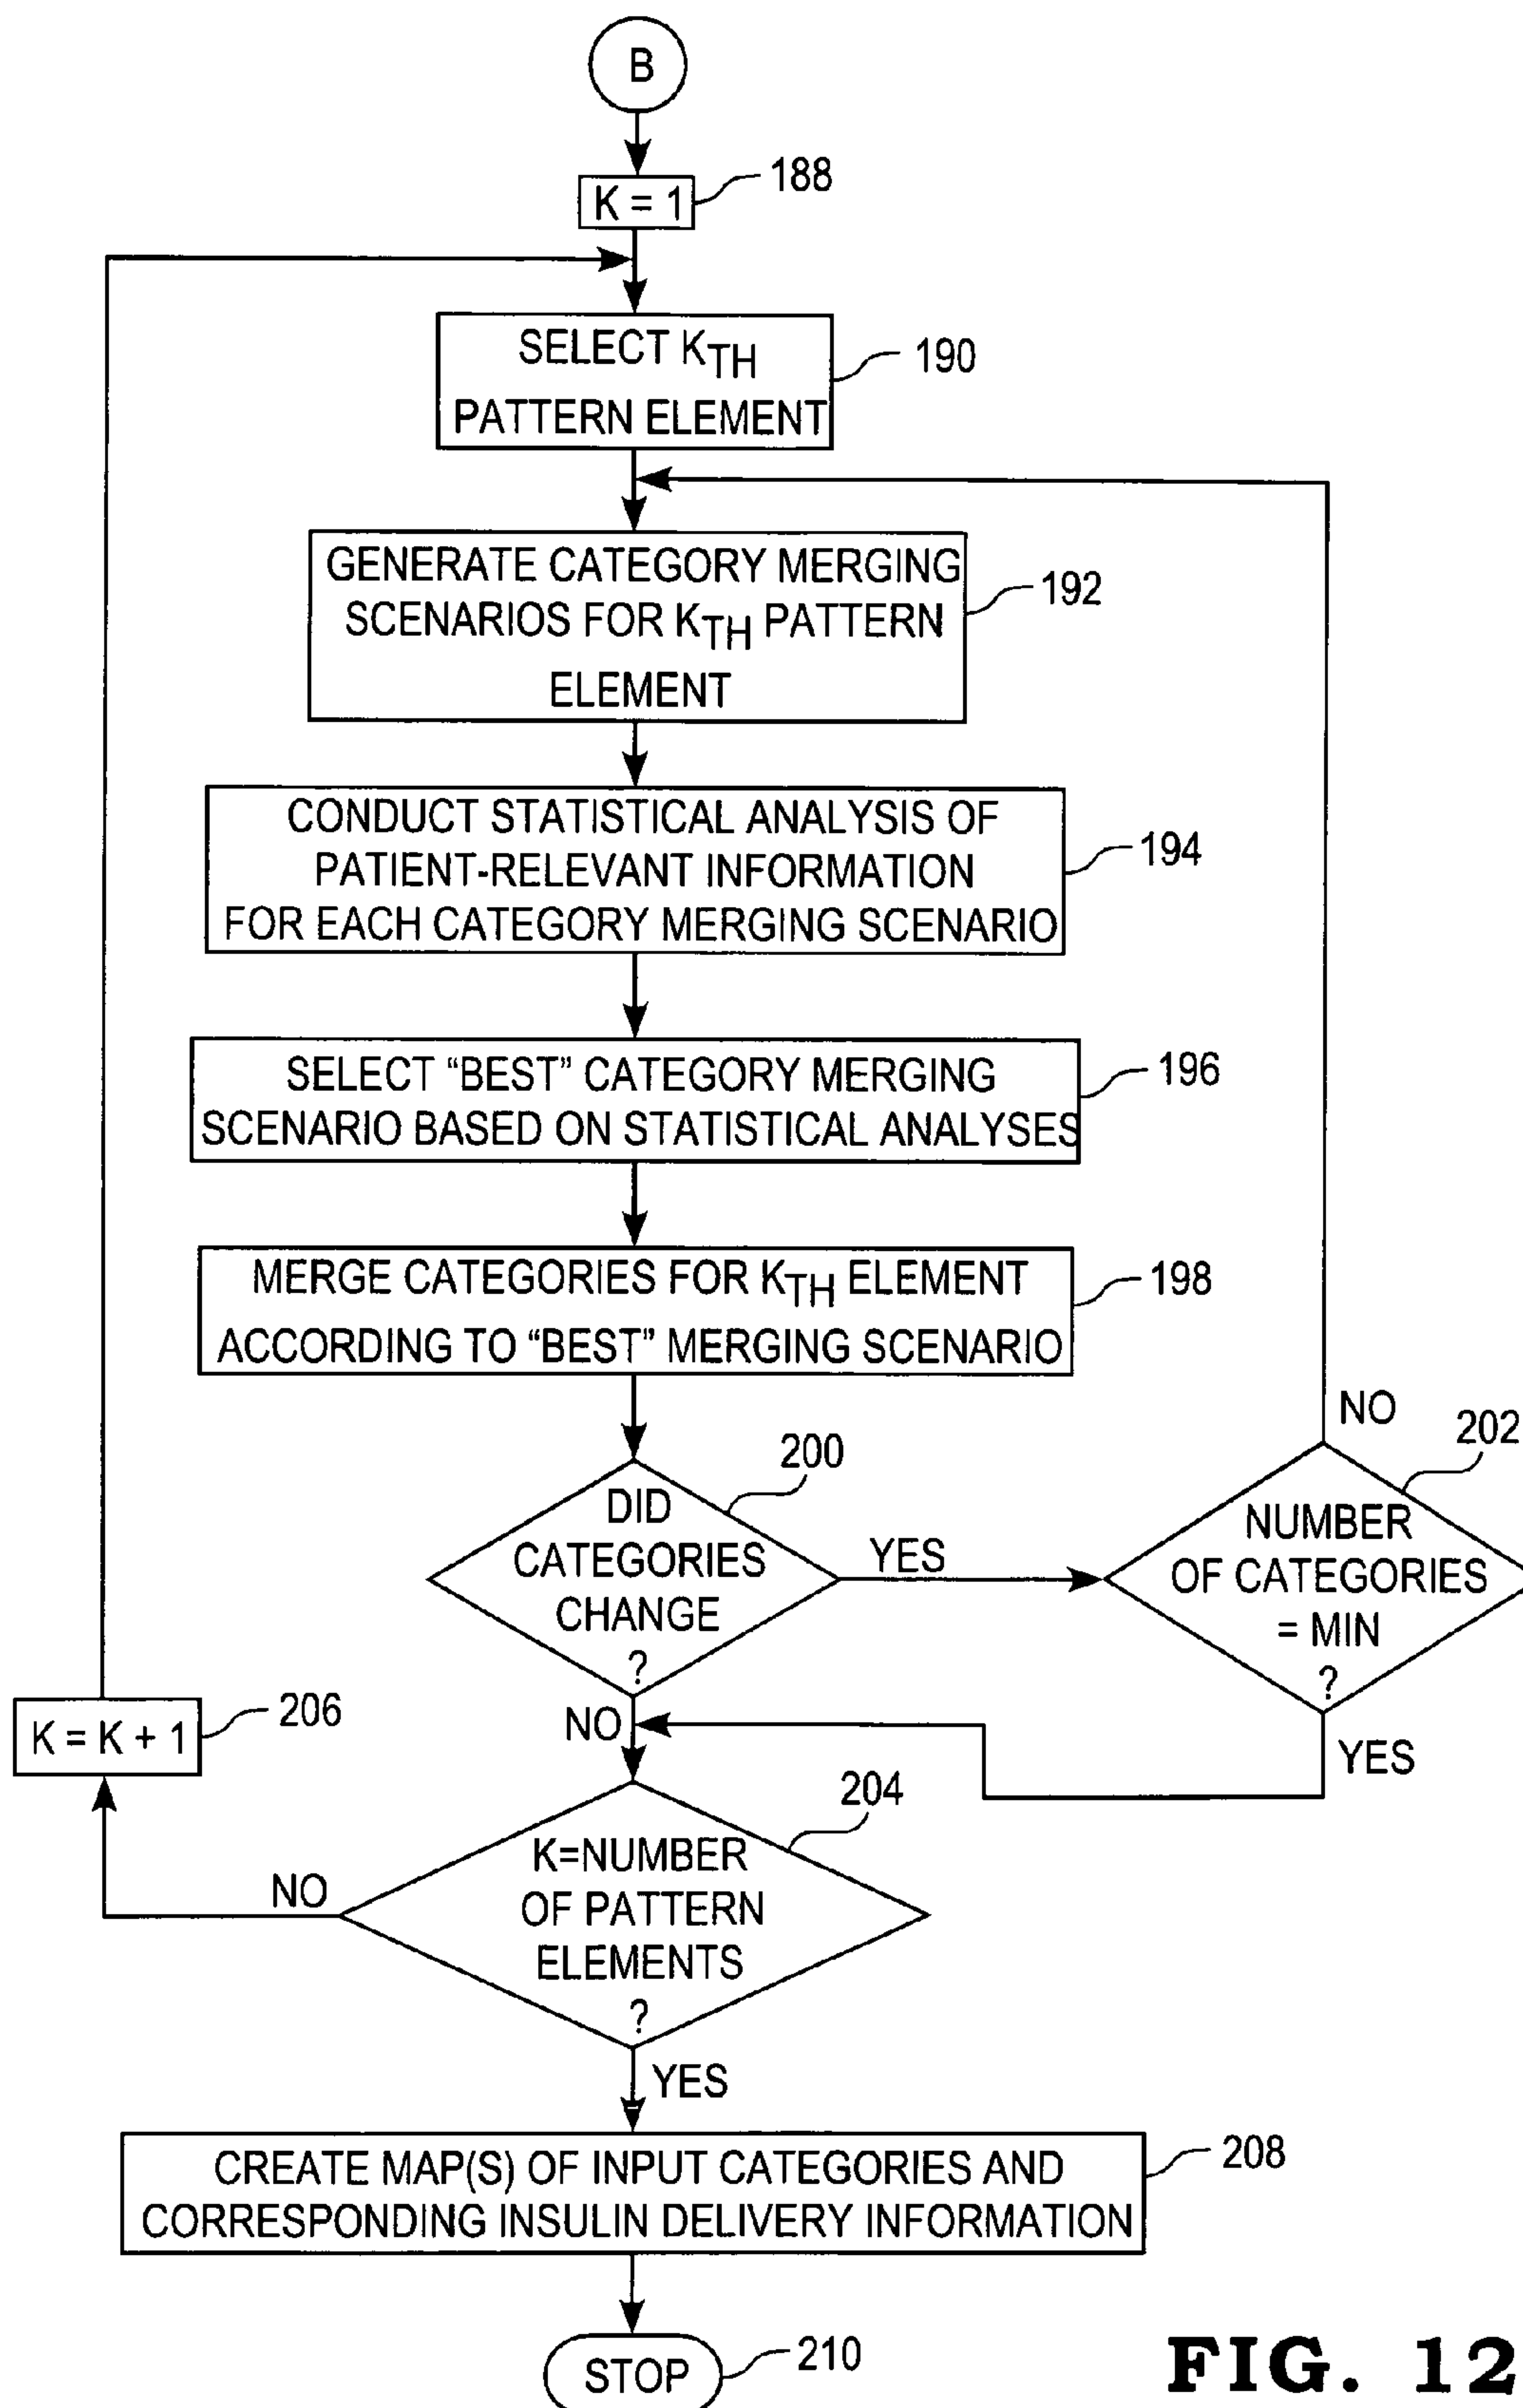 B
K = 1
188
SELECT KTH
PATTERN ELEMENT
190
GENERATE CATEGORY MERGING
SCENARIOS FOR KTH PATTERN
ELEMENT
192
CONDUCT STATISTICAL ANALYSIS OF
PATIENT-RELEVANT INFORMATION
FOR EACH CATEGORY MERGING SCENARIO
194
SELECT “BEST” CATEGORY MERGING
SCENARIO BASED ON STATISTICAL ANALYSES
196
MERGE CATEGORIES FOR KTH ELEMENT
ACCORDING TO “BEST” MERGING SCENARIO
198
DID
CATEGORIES
CHANGE
?
200
YES
NO
NUMBER
OF CATEGORIES
= MIN
?
202
NO
YES
K = K + 1
206
K=NUMBER
OF PATTERN
ELEMENTS
?
204
NO
YES
CREATE MAP(S) OF INPUT CATEGORIES AND
CORRESPONDING INSULIN DELIVERY INFORMATION
208
STOP
210
FIG. 12